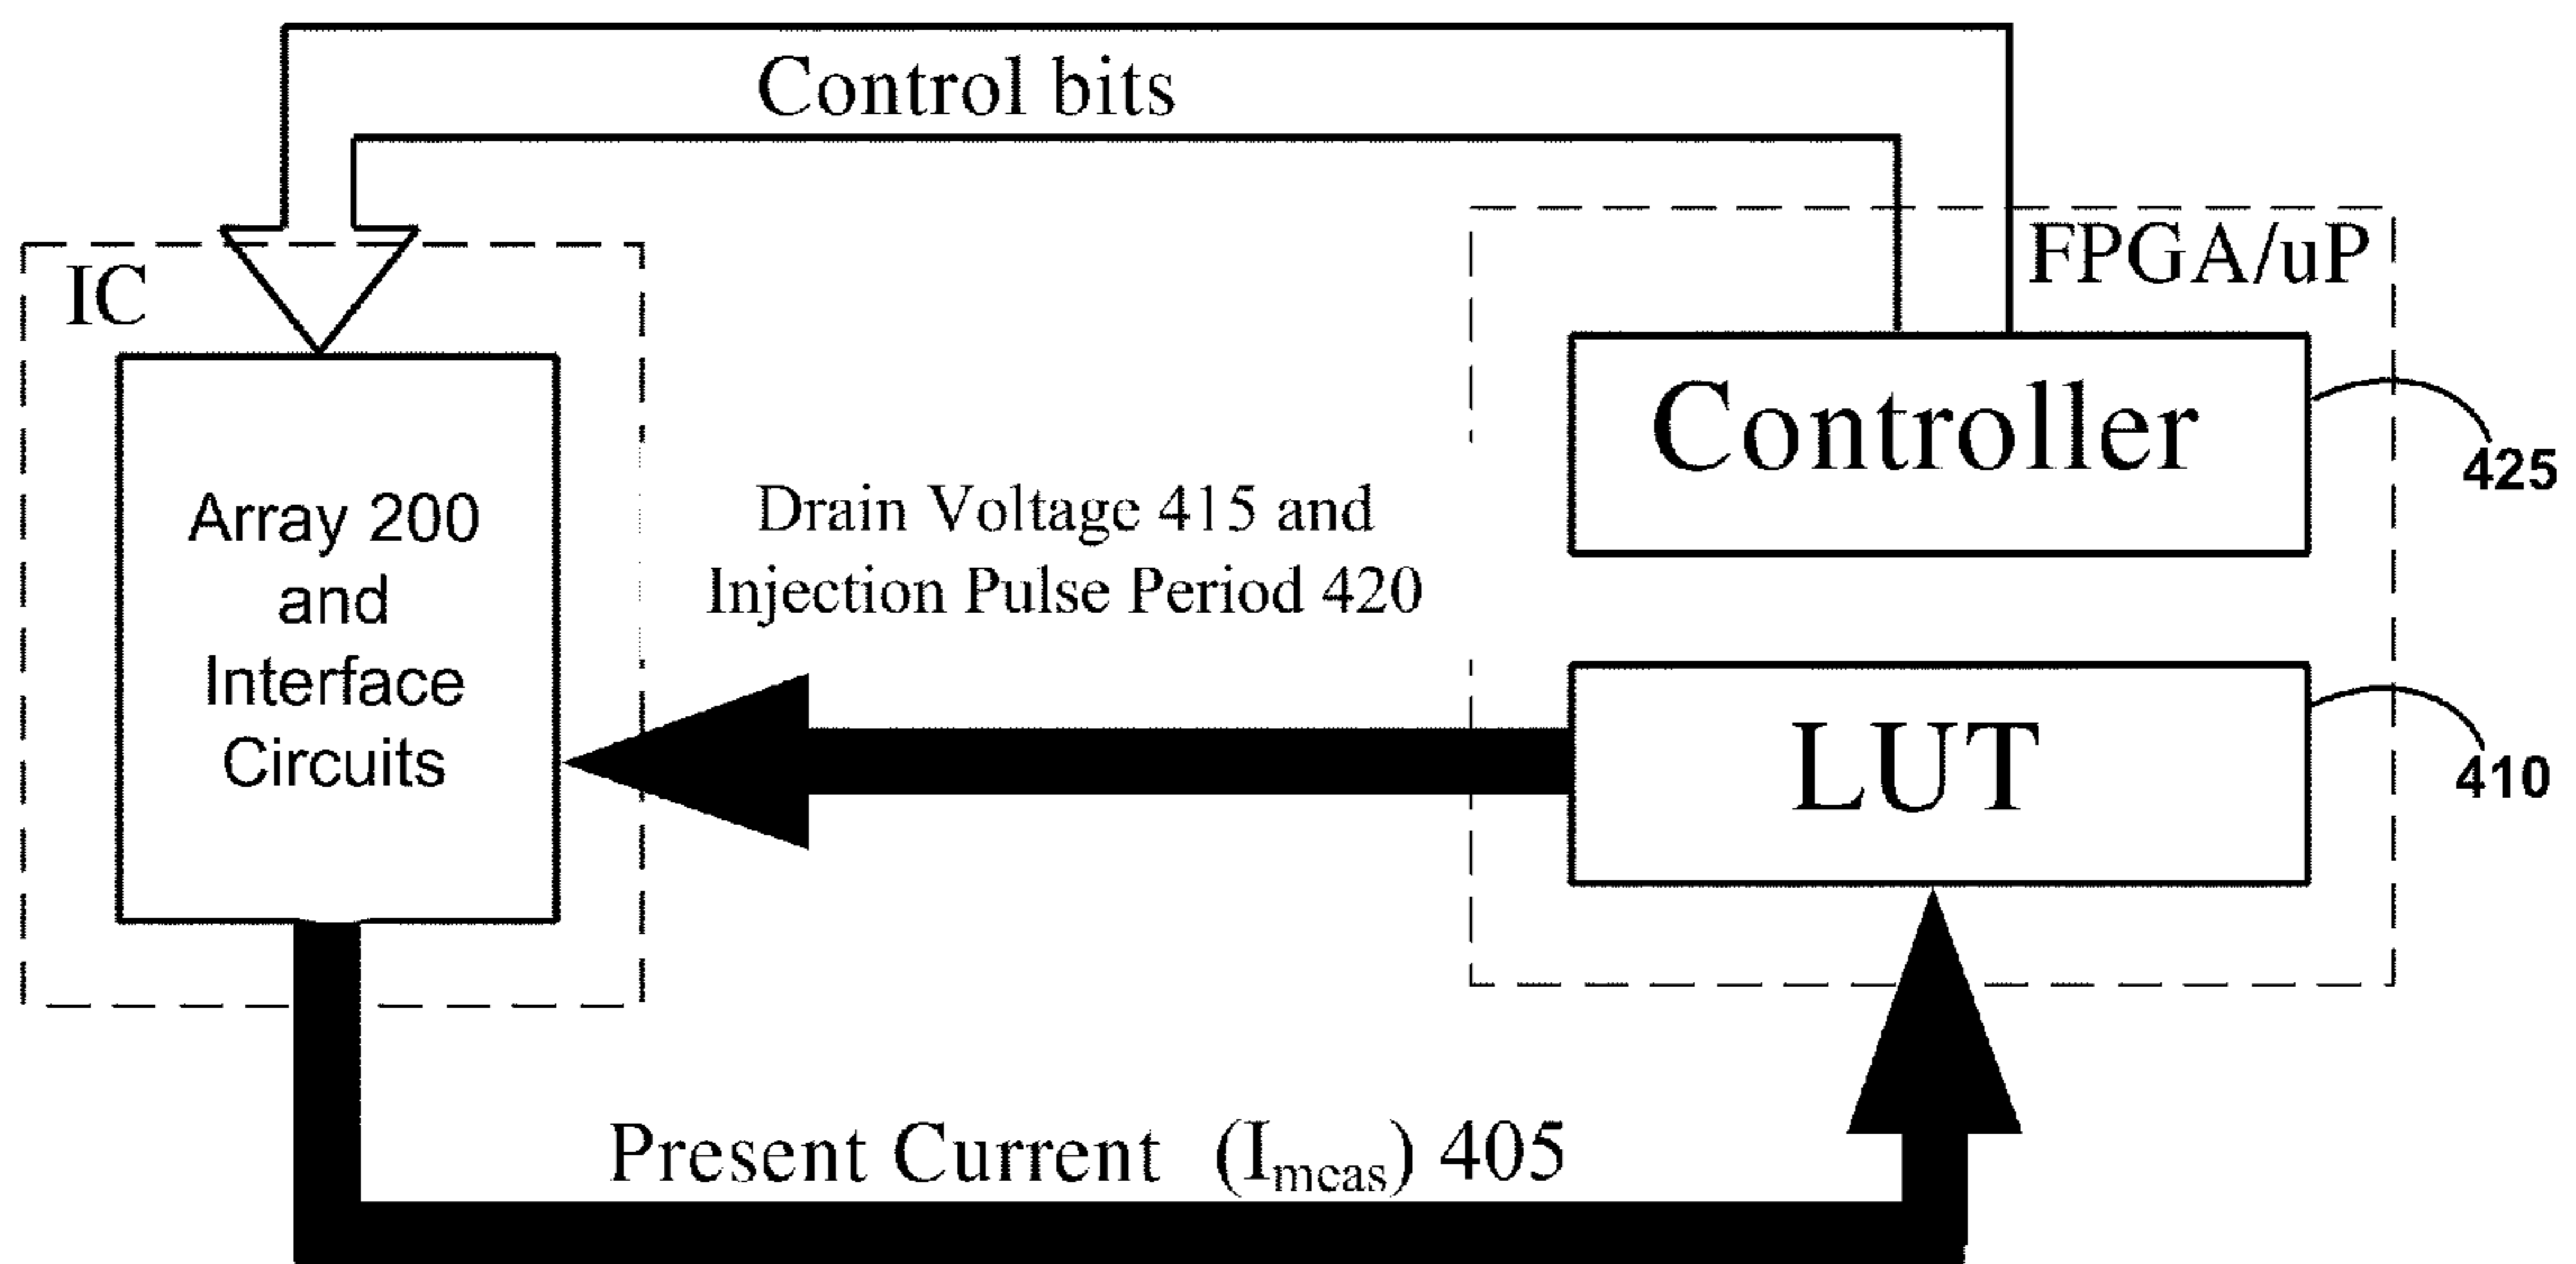 Control bits
IC
FPGA/uP
Controller
425
Array 200
and
Interface
Circuits
Drain Voltage 415 and
Injection Pulse Period 420
LUT
410
Present Current (Imeas) 405